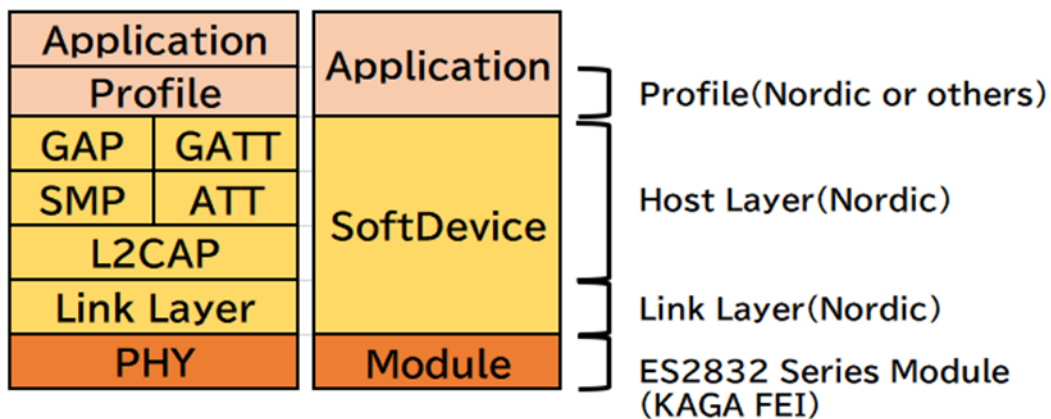 Application
Profile
GAP GATT
SMP ATT
L2CAP
Link Layer
PHY
Application
SoftDevice
Module
Profile(Nordic or others)
Host Layer(Nordic)
Link Layer(Nordic)
ES2832 Series Module
(KAGA FEI)